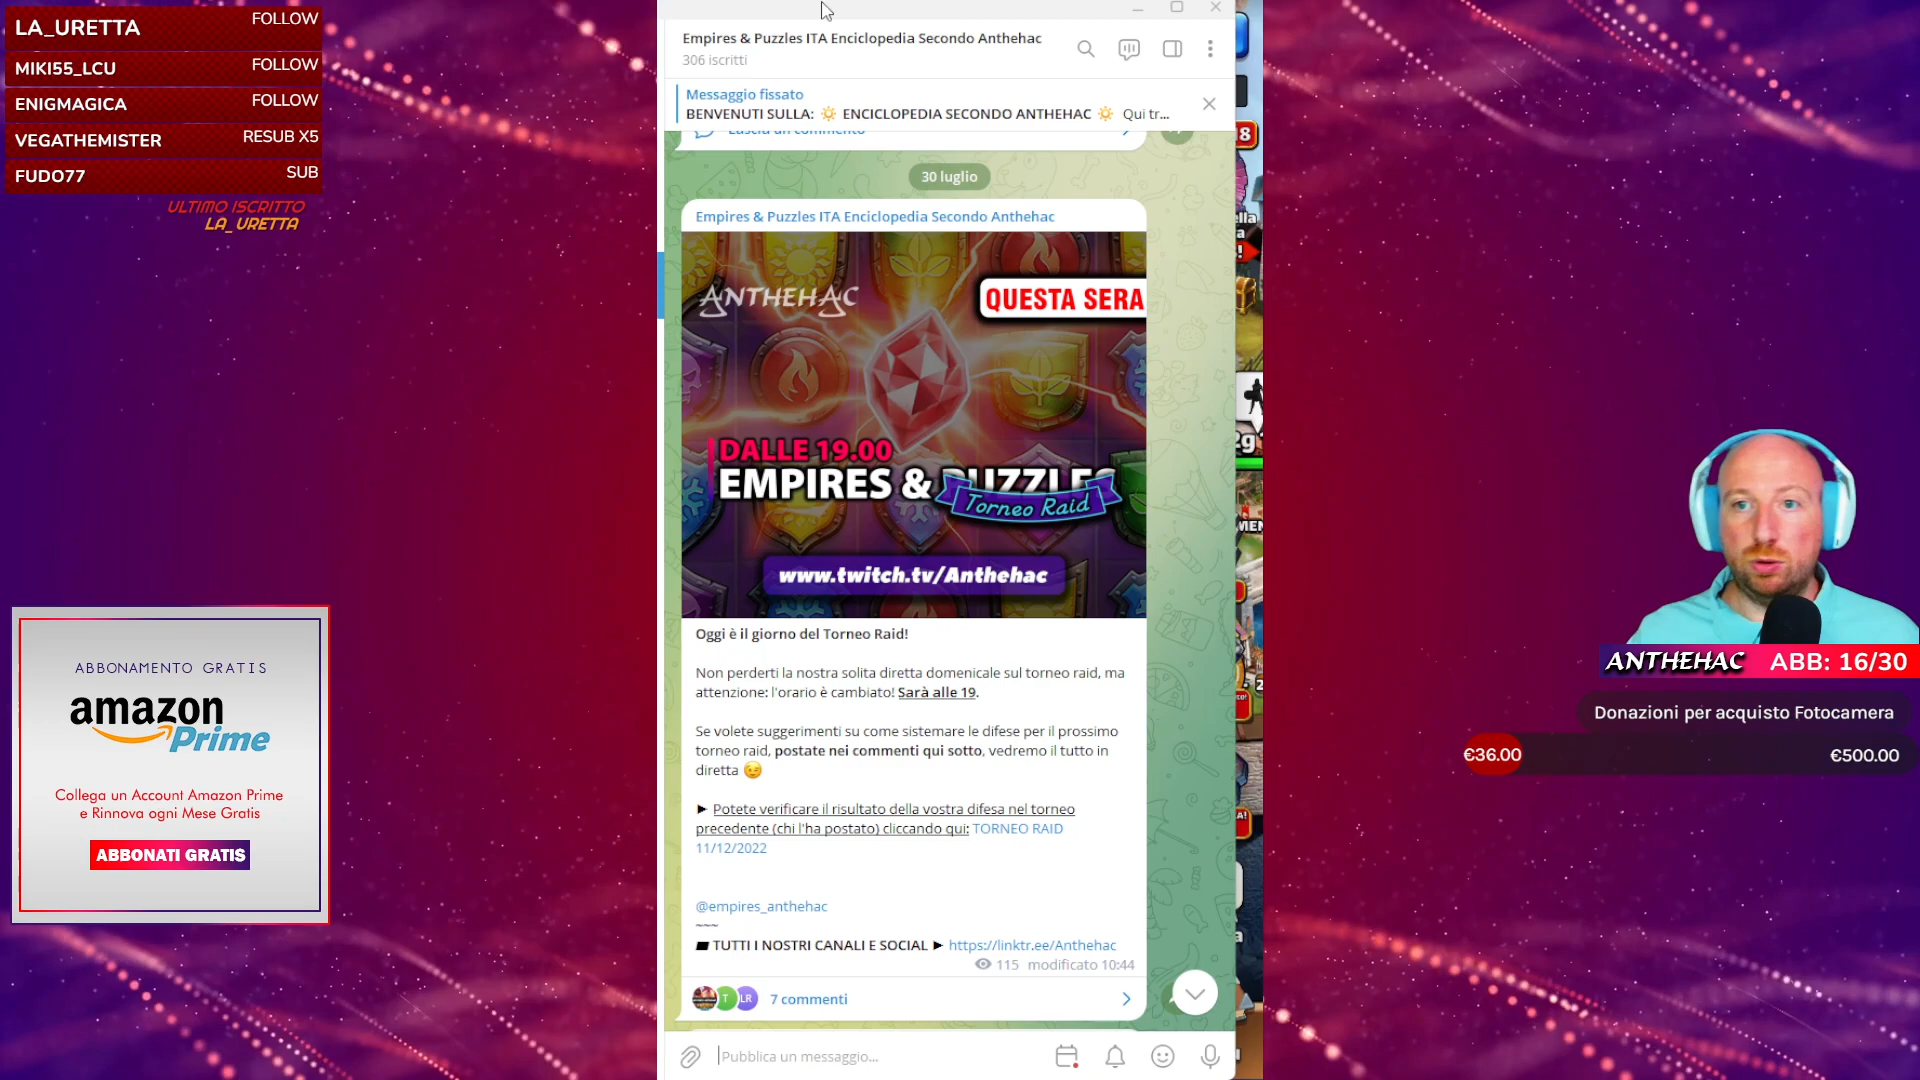 LA_URETTA FOLLOW
MIKI55_LCU FOLLOW
ENIGMAGICA FOLLOW
VEGATHEMISTER RESUB X5
FUDO77 SUB
ULTIMO ISCRITTO
LA_URETTA
ABBONAMENTO GRATIS
amazon
Prime
Collega un Account Amazon Prime
e Rinnova ogni Mese Gratis
ABBONATI GRATIS
Empires & Puzzles ITA Enciclopedia Secondo Anthehac
306 iscritti
Messaggio fissato
BENVENUTI SULLA: ☀️ ENCICLOPEDIA SECONDO ANTHEHAC ☀️ Qui tr...
Lascia un commento
30 luglio
Empires & Puzzles ITA Enciclopedia Secondo Anthehac
ANTHEHAC
QUESTA SERA
DALLE 19.00
EMPIRES & PUZZLES
Torneo Raid
www.twitch.tv/Anthehac
Oggi è il giorno del Torneo Raid!
Non perderti la nostra solita diretta domenicale sul torneo raid, ma
attenzione: l'orario è cambiato! Sarà alle 19.
Se volete suggerimenti su come sistemare le difese per il prossimo
torneo raid, postate nei commenti qui sotto, vedremo il tutto in
diretta 😉
► Potete verificare il risultato della vostra difesa nel torneo
precedente (chi l'ha postato) cliccando qui: TORNEO RAID
11/12/2022
@empires_anthehac
~~~
TUTTI I NOSTRI CANALI E SOCIAL ► https://linktr.ee/Anthehac
115 modificato 10:44
T LR 7 commenti
Pubblica un messaggio...
ANTHEHAC ABB: 16/30
Donazioni per acquisto Fotocamera
€36.00 €500.00